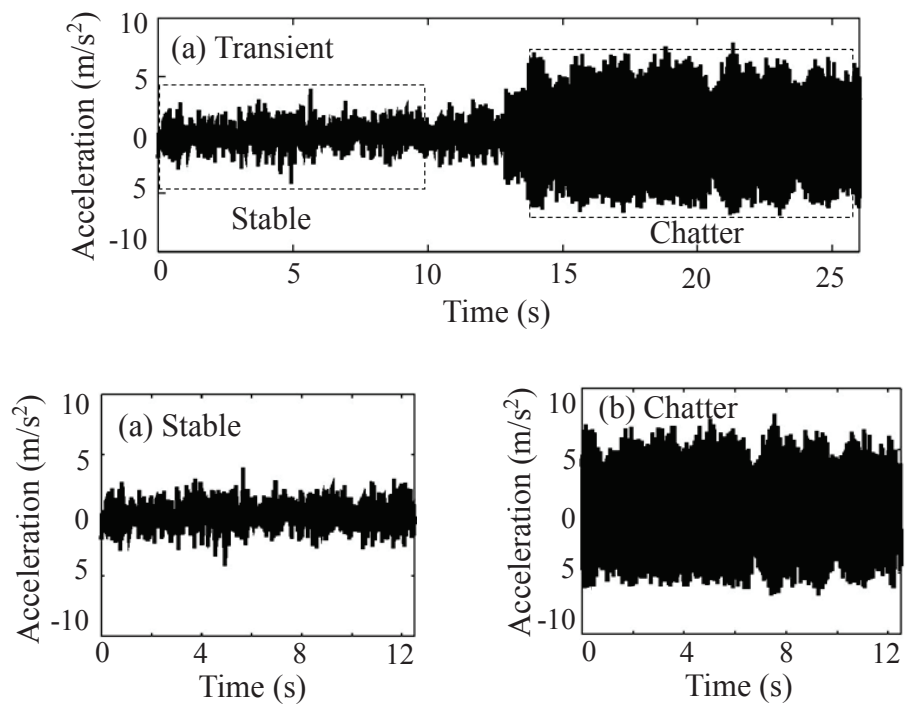 10
(a) Transient
5
0
5
-10
Acceleration (m/s²)
Stable
Chatter
0 5 10 15 20 25
Time (s)
10
(a) Stable
5
0
5
-10
Acceleration (m/s²)
0 4 8 12
Time (s)
10
(b) Chatter
5
0
5
-10
Acceleration (m/s²)
0 4 8 12
Time (s)